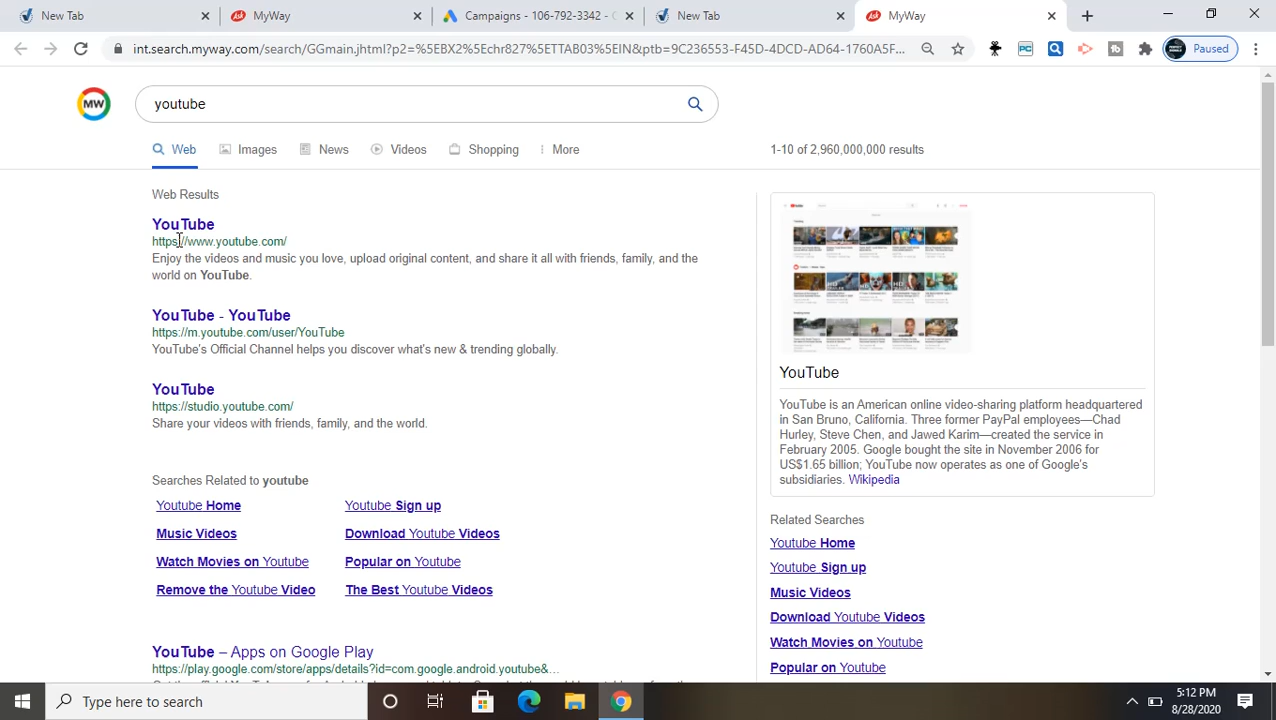 New Tab
MyWay
Campaigns - 106-792-3342 - G
New Tab
MyWay
int.search.myway.com/search/GGmain.jhtml?p2=%5EBX2%5Echr827%5ETTAB03%5EIN&ptb=9C236553-F45D-4DCD-AD64-1760A5F...
PC
tb
Paused
MW
youtube
Web
Images
News
Videos
Shopping
More
1-10 of 2,960,000,000 results
Web Results
YouTube
https://www.youtube.com/
Enjoy the videos and music you love, upload original content, and share it all with friends, family, and the
world on YouTube.
YouTube - YouTube
https://m.youtube.com/user/YouTube
YouTube's Official Channel helps you discover what's new & trending globally.
YouTube
https://studio.youtube.com/
Share your videos with friends, family, and the world.
Searches Related to youtube
Youtube Home
Youtube Sign up
Music Videos
Download Youtube Videos
Watch Movies on Youtube
Popular on Youtube
Remove the Youtube Video
The Best Youtube Videos
YouTube – Apps on Google Play
https://play.google.com/store/apps/details?id=com.google.android.youtube&...
YouTube
YouTube is an American online video-sharing platform headquartered
in San Bruno, California. Three former PayPal employees—Chad
Hurley, Steve Chen, and Jawed Karim—created the service in
February 2005. Google bought the site in November 2006 for
US$1.65 billion; YouTube now operates as one of Google's
subsidiaries. Wikipedia
Related Searches
Youtube Home
Youtube Sign up
Music Videos
Download Youtube Videos
Watch Movies on Youtube
Popular on Youtube
Type here to search
5:12 PM
8/28/2020